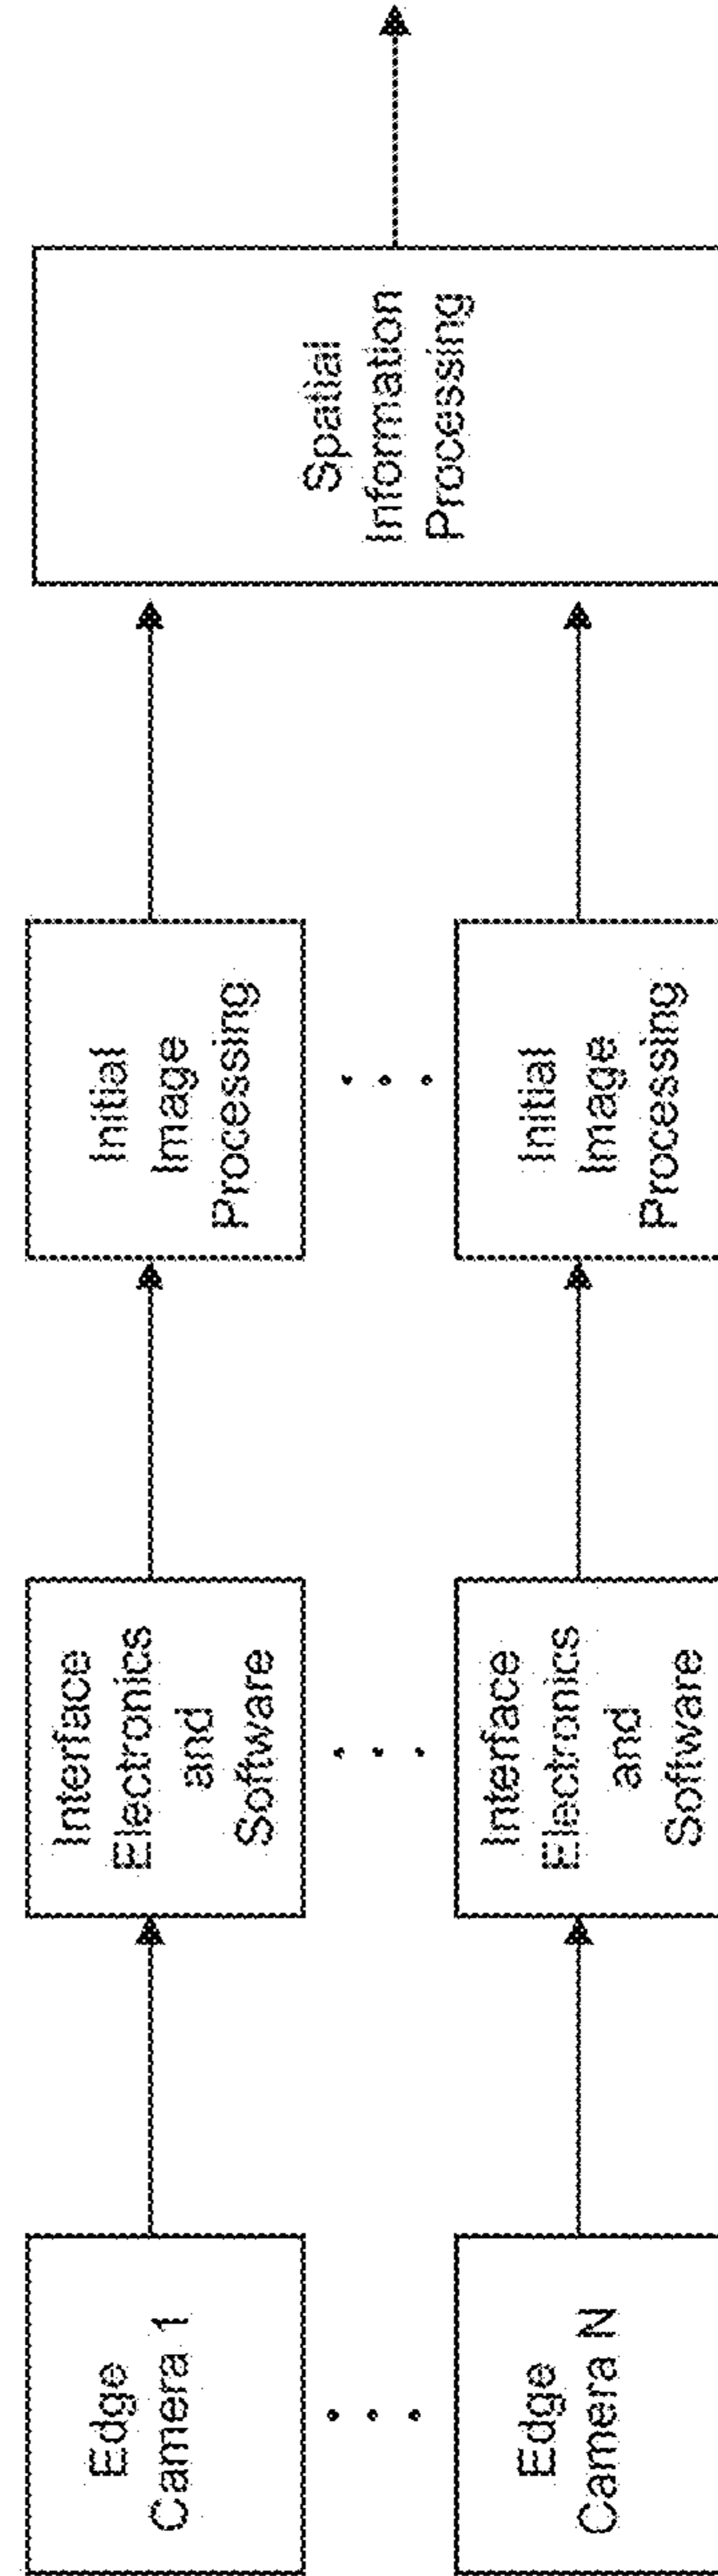 Edge
Camera 1
Interface
Electronics
and
Software
Initial
Image
Processing
Edge
Camera N
Interface
Electronics
and
Software
Initial
Image
Processing
Spatial
Information
Processing